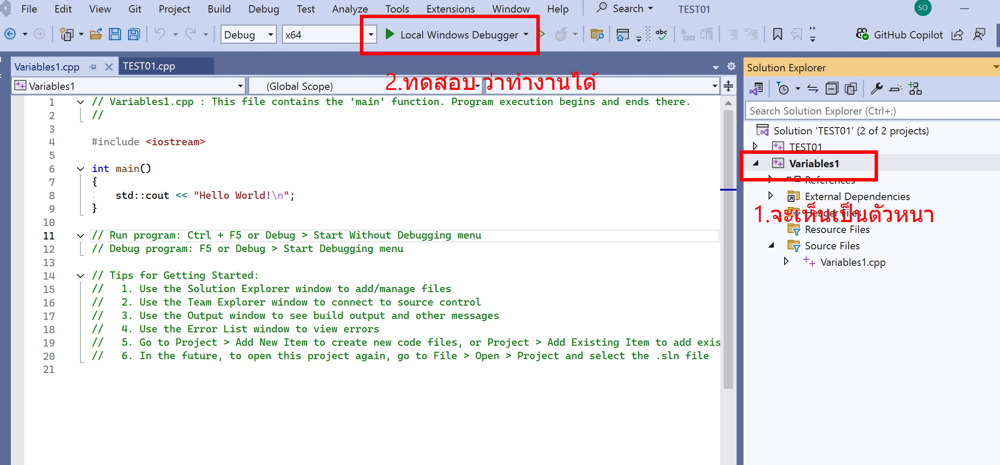 File Edit View Git Project Build Debug Test Analyze Tools Extensions Window Help Search TEST01 SO
Debug x64 Local Windows Debugger abc GitHub Copilot
Variables1.cpp TEST01.cpp
Variables1 (Global Scope)
2.ทดสอบ ว่าทำงานได้
1 // Variables1.cpp : This file contains the 'main' function. Program execution begins and ends there.
2 //
3
4 #include <iostream>
5
6 int main()
7 {
8 std::cout << "Hello World!\n";
9 }
10
11 // Run program: Ctrl + F5 or Debug > Start Without Debugging menu
12 // Debug program: F5 or Debug > Start Debugging menu
13
14 // Tips for Getting Started:
15 //   1. Use the Solution Explorer window to add/manage files
16 //   2. Use the Team Explorer window to connect to source control
17 //   3. Use the Output window to see build output and other messages
18 //   4. Use the Error List window to view errors
19 //   5. Go to Project > Add New Item to create new code files, or Project > Add Existing Item to add exis
20 //   6. In the future, to open this project again, go to File > Open > Project and select the .sln file
21
Solution Explorer
Search Solution Explorer (Ctrl+;)
Solution 'TEST01' (2 of 2 projects)
TEST01
Variables1
References
External Dependencies
Header Files
1.จะเห็นเป็นตัวหนา
Resource Files
Source Files
Variables1.cpp